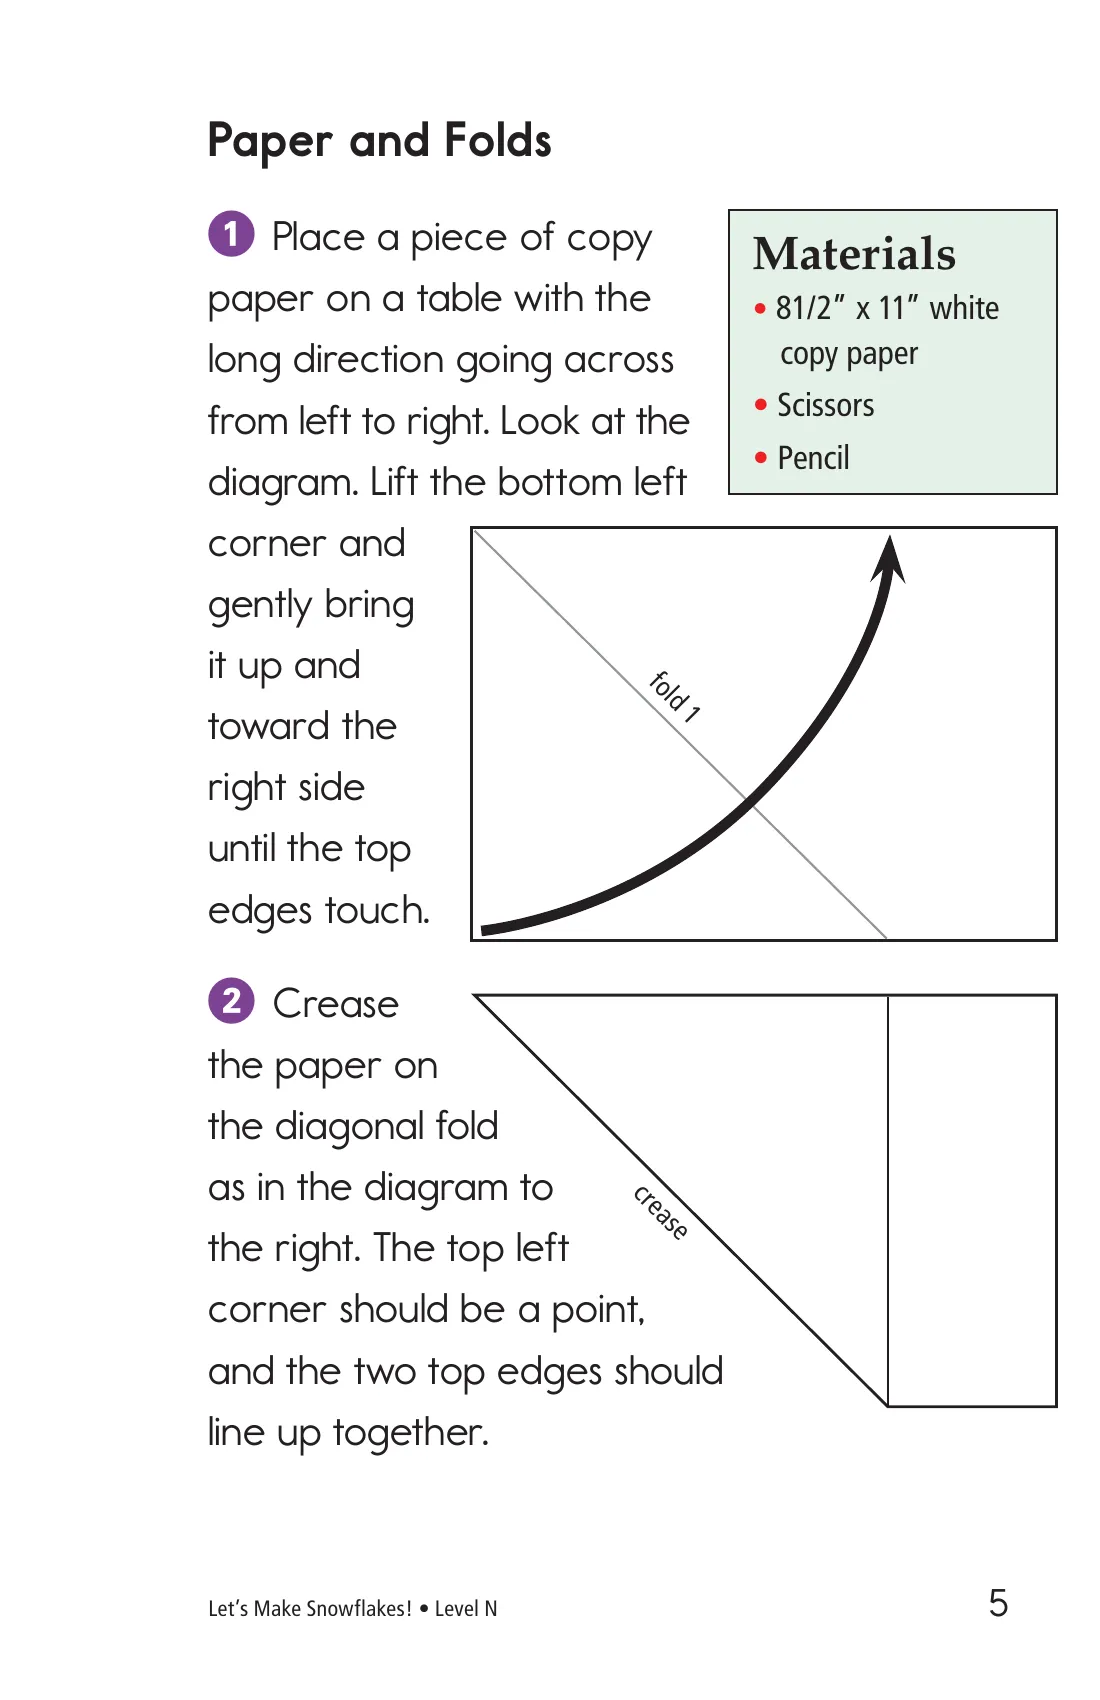 Paper and Folds
1 Place a piece of copy
paper on a table with the
long direction going across
from left to right. Look at the
diagram. Lift the bottom left
corner and
gently bring
it up and
toward the
right side
until the top
edges touch.
Materials
• 81/2” x 11” white
copy paper
• Scissors
• Pencil
fold 1
2 Crease
the paper on
the diagonal fold
as in the diagram to
the right. The top left
corner should be a point,
and the two top edges should
line up together.
crease
Let’s Make Snowflakes! • Level N
5